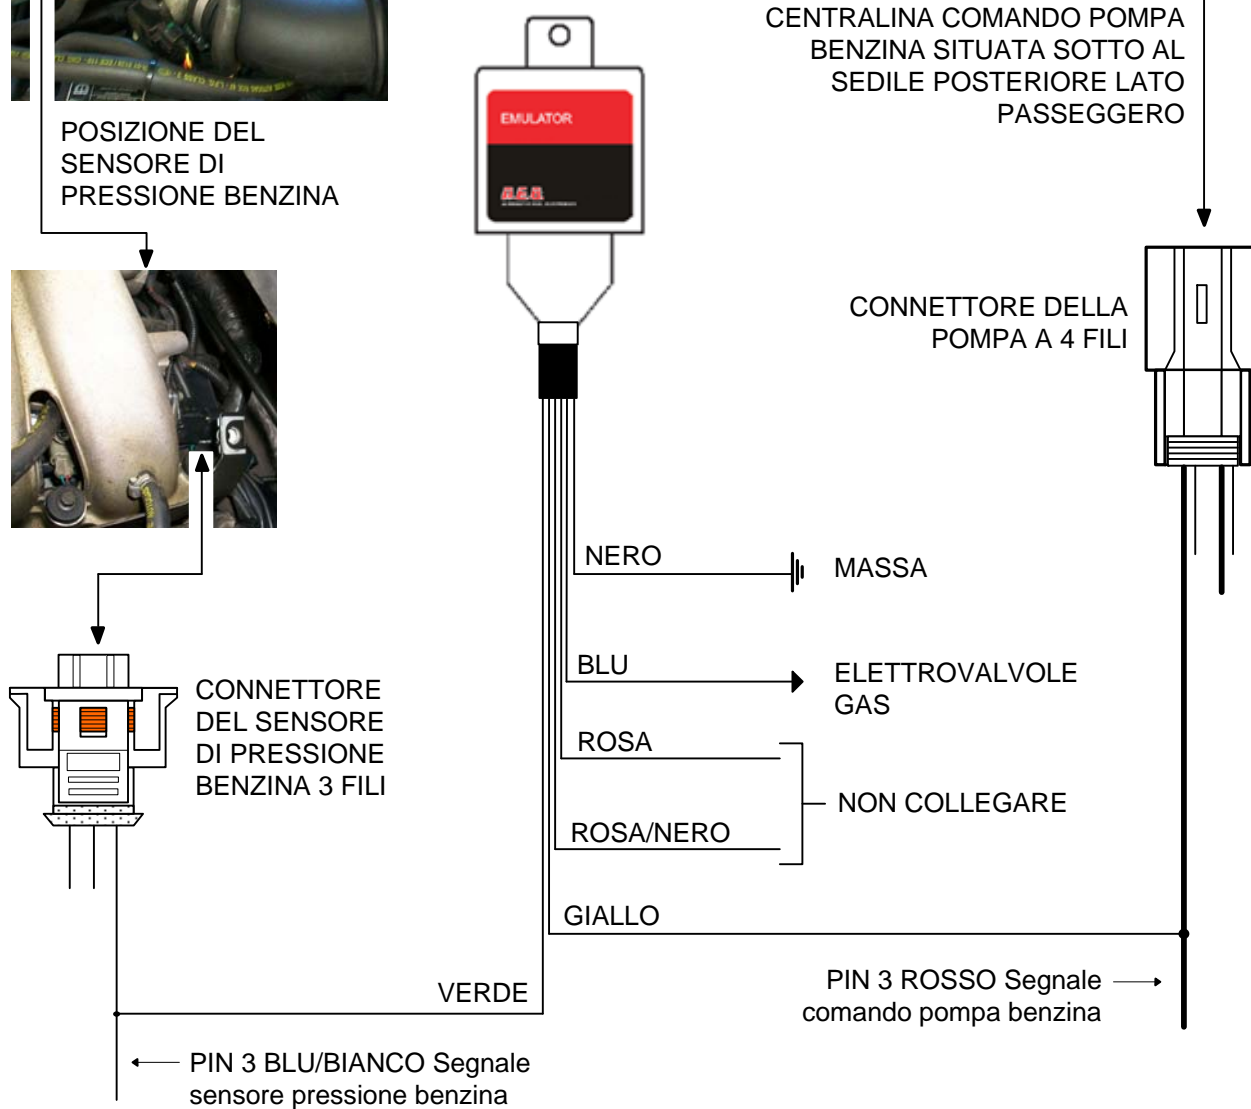 CENTRALINA COMANDO POMPA
BENZINA SITUATA SOTTO AL
SEDILE POSTERIORE LATO
PASSEGGERO
POSIZIONE DEL
SENSORE DI
PRESSIONE BENZINA
EMULATOR
A.E.B.
CONNETTORE DELLA
POMPA A 4 FILI
NERO
MASSA
BLU
ELETTROVALVOLE
GAS
CONNETTORE
DEL SENSORE
DI PRESSIONE
BENZINA 3 FILI
ROSA
NON COLLEGARE
ROSA/NERO
GIALLO
VERDE
PIN 3 ROSSO Segnale
comando pompa benzina
PIN 3 BLU/BIANCO Segnale
sensore pressione benzina